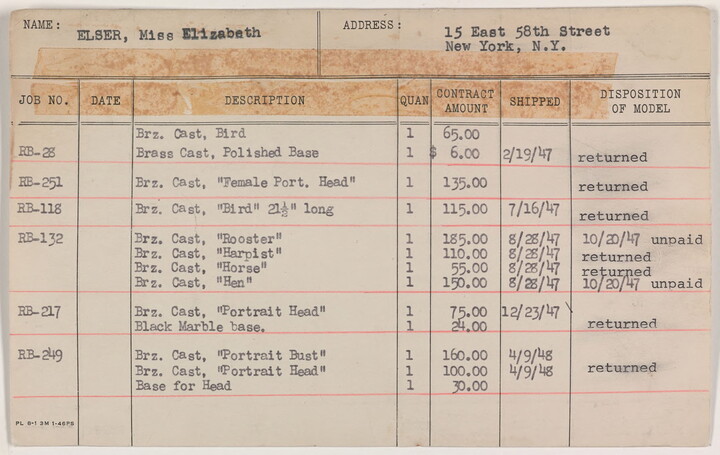 NAME: ELSER, Miss Elizabeth ADDRESS: 15 East 58th Street
New York, N.Y.
JOB NO. DATE DESCRIPTION QUAN CONTRACT AMOUNT SHIPPED DISPOSITION OF MODEL
Brz. Cast, Bird 1 65.00
RB-28 Brass Cast, Polished Base 1 $ 6.00 2/19/47 returned
RB-251 Brz. Cast, "Female Port. Head" 1 135.00 returned
RB-118 Brz. Cast, "Bird" 21½" long 1 115.00 7/16/47 returned
RB-132 Brz. Cast, "Rooster" 1 185.00 8/28/47 10/20/47 unpaid
Brz. Cast, "Harpist" 1 110.00 8/28/47 returned
Brz. Cast, "Horse" 1 55.00 8/28/47 returned
Brz. Cast, "Hen" 1 150.00 8/28/47 10/20/47 unpaid
RB-217 Brz. Cast, "Portrait Head" 1 75.00 12/23/47
Black Marble base. 1 24.00 returned
RB-249 Brz. Cast, "Portrait Bust" 1 160.00 4/9/48
Brz. Cast, "Portrait Head" 1 100.00 4/9/48 returned
Base for Head 1 30.00
PL 8-1 3M 1-46PS